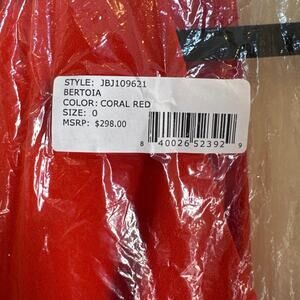 STYLE: JBJ109621
BERTOIA
COLOR: CORAL RED
SIZE: 0
MSRP: $298.00
8 40026 52392 9